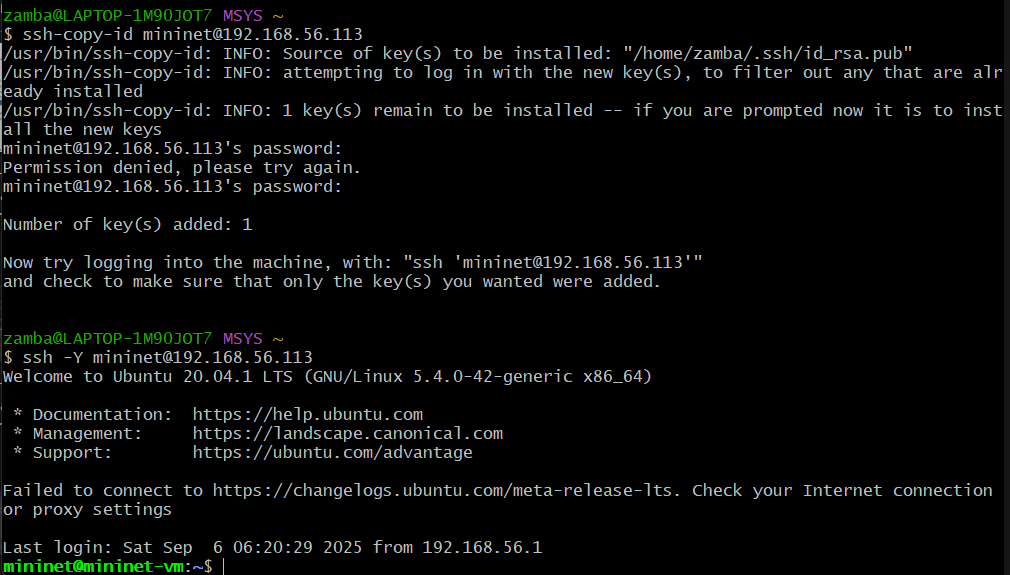 zamba@LAPTOP-1M90JOT7 MSYS ~
$ ssh-copy-id mininet@192.168.56.113
/usr/bin/ssh-copy-id: INFO: Source of key(s) to be installed: "/home/zamba/.ssh/id_rsa.pub"
/usr/bin/ssh-copy-id: INFO: attempting to log in with the new key(s), to filter out any that are alr
eady installed
/usr/bin/ssh-copy-id: INFO: 1 key(s) remain to be installed -- if you are prompted now it is to inst
all the new keys
mininet@192.168.56.113's password:
Permission denied, please try again.
mininet@192.168.56.113's password:
Number of key(s) added: 1
Now try logging into the machine, with: "ssh 'mininet@192.168.56.113'"
and check to make sure that only the key(s) you wanted were added.
zamba@LAPTOP-1M90JOT7 MSYS ~
$ ssh -Y mininet@192.168.56.113
Welcome to Ubuntu 20.04.1 LTS (GNU/Linux 5.4.0-42-generic x86_64)
* Documentation:  https://help.ubuntu.com
* Management:     https://landscape.canonical.com
* Support:        https://ubuntu.com/advantage
Failed to connect to https://changelogs.ubuntu.com/meta-release-lts. Check your Internet connection
or proxy settings
Last login: Sat Sep  6 06:20:29 2025 from 192.168.56.1
mininet@mininet-vm:~$